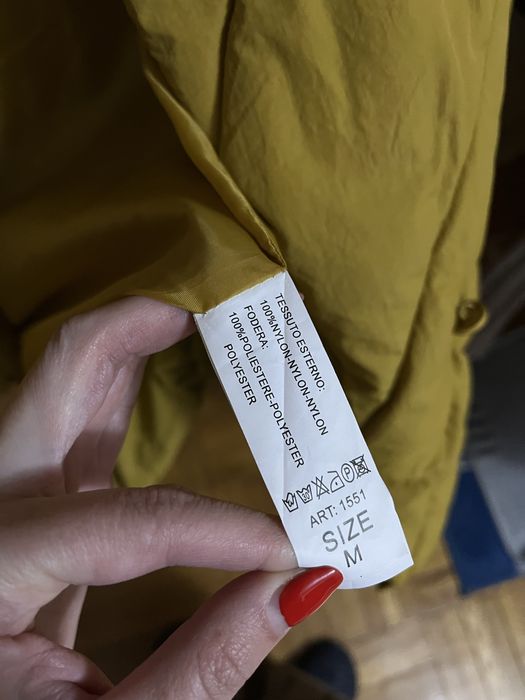 TESSUTO ESTERNO:
100%NYLON-NYLON-NYLON
FODERA:
100%POLIESTERE-POLYESTER
POLYESTER
ART: 1551
SIZE
M